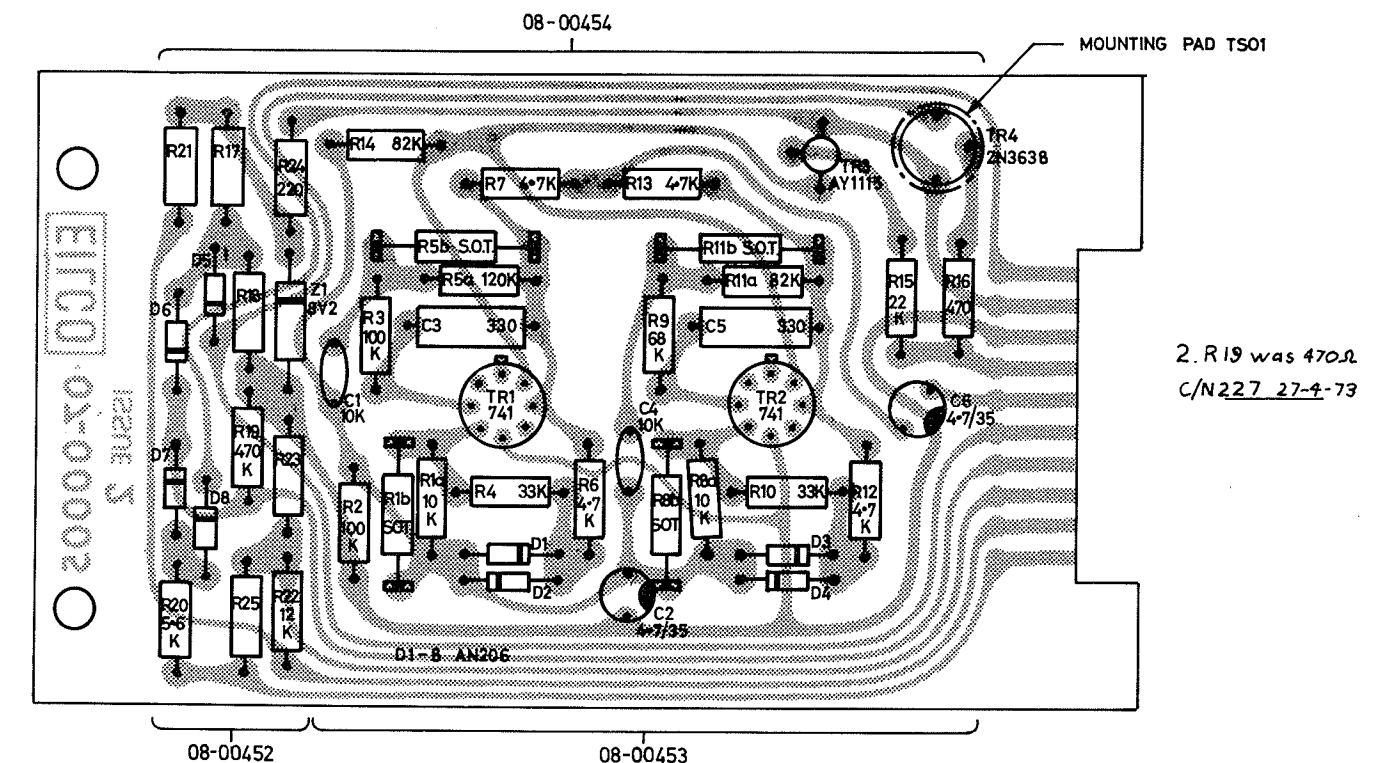 08-00454
MOUNTING PAD TS01
R21
R17
R24
220
R14 82K
TR4
2N3638
TR3
AY1115
R7 4·7K
R13 4·7K
R5b S.O.T.
R11b S.O.T.
R5a 120K
R11a 82K
D5
R18
Z1
8V2
D6
R3
100
K
C3 330
R9
68
K
C5 330
R15
22
K
R16
470
EILCO
07-00002
ISSUE 2
2. R19 was 470Ω
C/N 227 27-4-73
C1
10K
TR1
741
C4
10K
TR2
741
C6
4·7/35
R19
470
K
R23
D7
D8
R2
100
K
R1b
SOT
R1a
10
K
R4 33K
R6
4·7
K
R8b
SOT
R8a
10
K
R10 33K
R12
4·7
K
D1
D2
D3
D4
R20
5·6
K
R25
R22
12
K
C2
4·7/35
D1-8 AN206
08-00452
08-00453